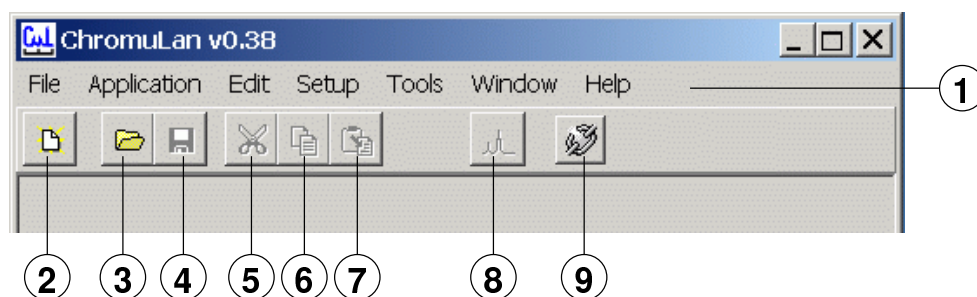 CWL ChromuLan v0.38
File Application Edit Setup Tools Window Help
1
2 3 4 5 6 7 8 9